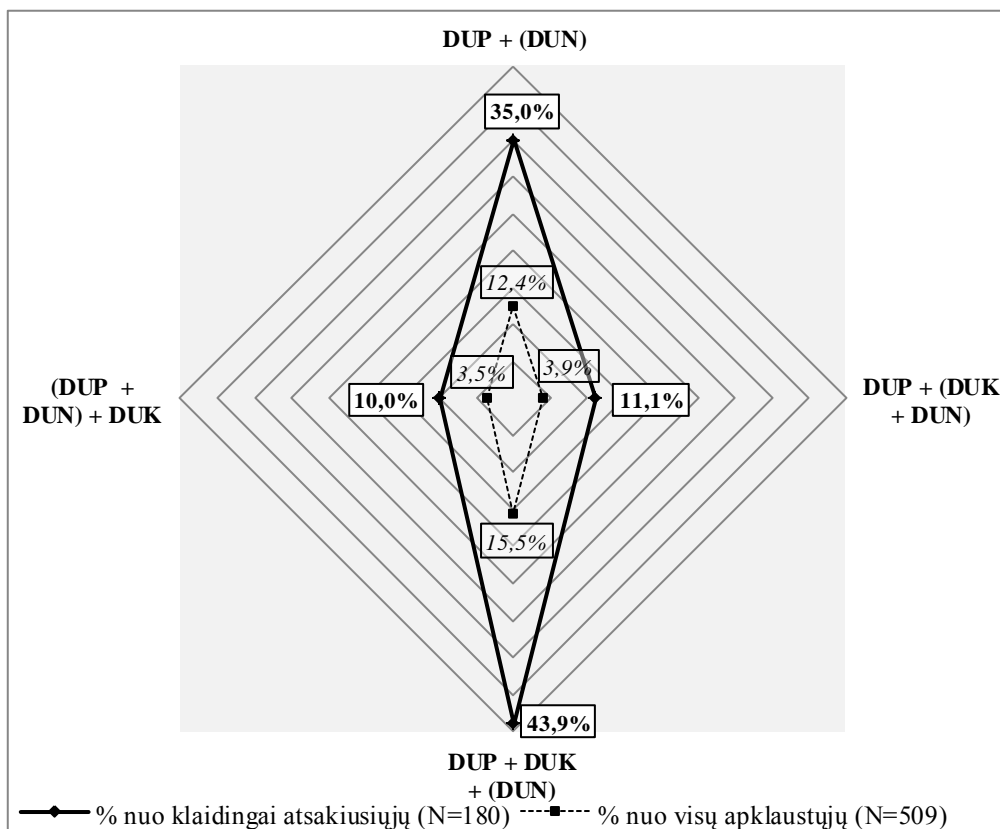 DUP + (DUN)
35,0%
12,4%
(DUP +
DUN) + DUK
10,0%
3,5%
3,9%
11,1%
DUP + (DUK
+ DUN)
15,5%
43,9%
DUP + DUK
+ (DUN)
% nuo klaidingai atsakiusiųjų (N=180)
% nuo visų apklaustųjų (N=509)